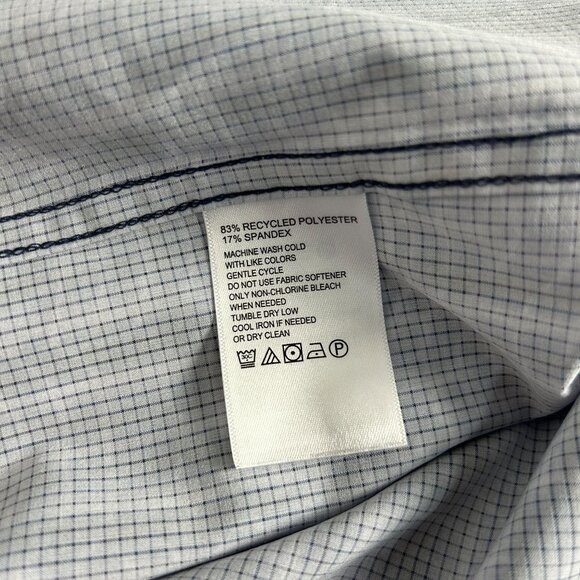 83% RECYCLED POLYESTER
17% SPANDEX
MACHINE WASH COLD
WITH LIKE COLORS
GENTLE CYCLE
DO NOT USE FABRIC SOFTENER
ONLY NON-CHLORINE BLEACH
WHEN NEEDED
TUMBLE DRY LOW
COOL IRON IF NEEDED
OR DRY CLEAN
30C P